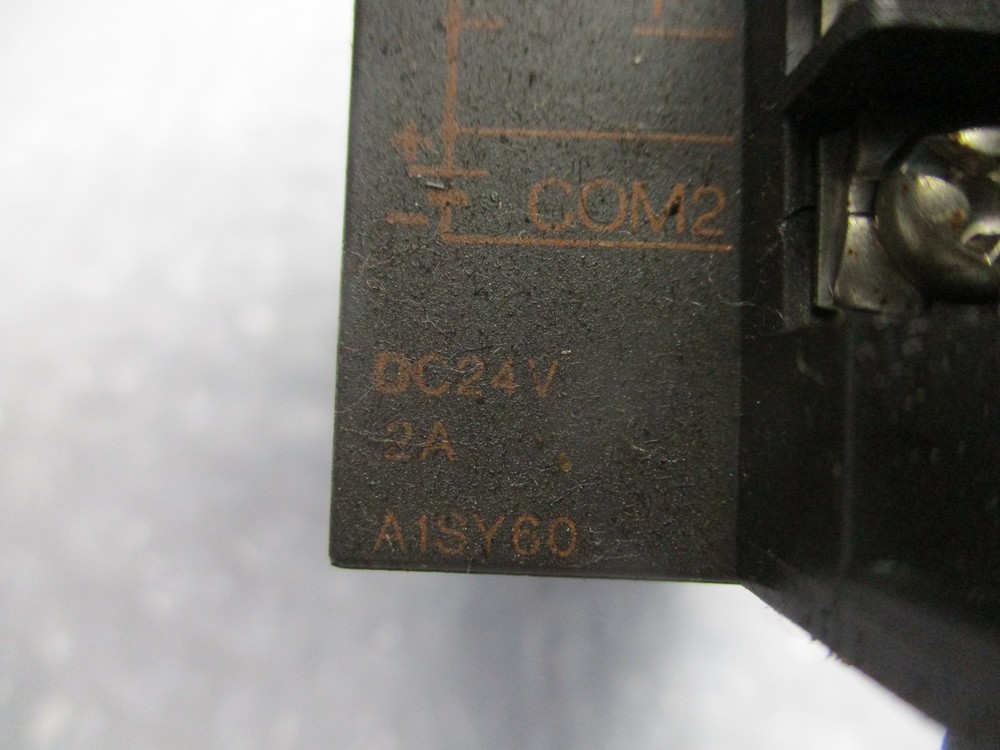 +
− COM2
DC24V
2A
A1SY60